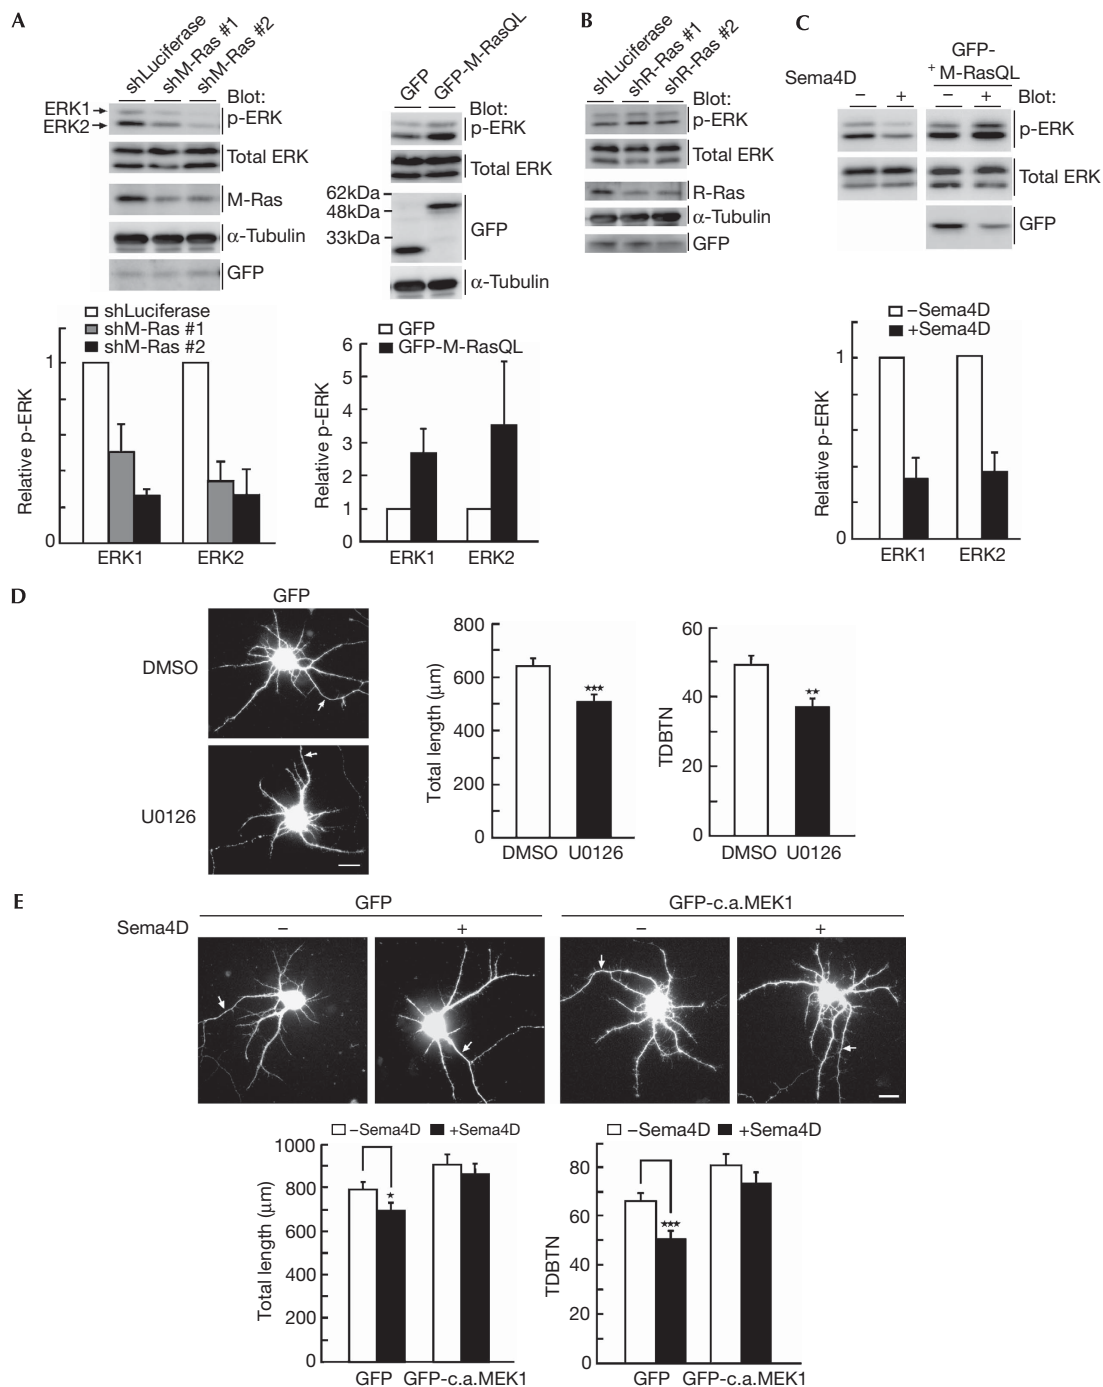 A
shLuciferase
shM-Ras #1
shM-Ras #2
Blot:
ERK1
ERK2
p-ERK
Total ERK
M-Ras
α-Tubulin
GFP
GFP
GFP-M-RasQL
Blot:
p-ERK
Total ERK
62kDa
48kDa
33kDa
GFP
α-Tubulin
shLuciferase
shM-Ras #1
shM-Ras #2
Relative p-ERK
1
0
ERK1
ERK2
GFP
GFP-M-RasQL
Relative p-ERK
6
5
4
3
2
1
0
ERK1
ERK2
B
shLuciferase
shR-Ras #1
shR-Ras #2
Blot:
p-ERK
Total ERK
R-Ras
α-Tubulin
GFP
C
GFP-
+ M-RasQL
Sema4D
– + – +
Blot:
p-ERK
Total ERK
GFP
–Sema4D
+Sema4D
Relative p-ERK
1
0
ERK1
ERK2
D
GFP
DMSO
U0126
Total length (μm)
800
600
400
200
0
★★★
DMSO U0126
TDBTN
60
40
20
0
★★
DMSO U0126
E
GFP
GFP-c.a.MEK1
Sema4D
– + – +
–Sema4D +Sema4D
Total length (μm)
1000
800
600
400
200
0
★
GFP GFP-c.a.MEK1
–Sema4D +Sema4D
TDBTN
80
60
40
20
0
★★★
GFP GFP-c.a.MEK1